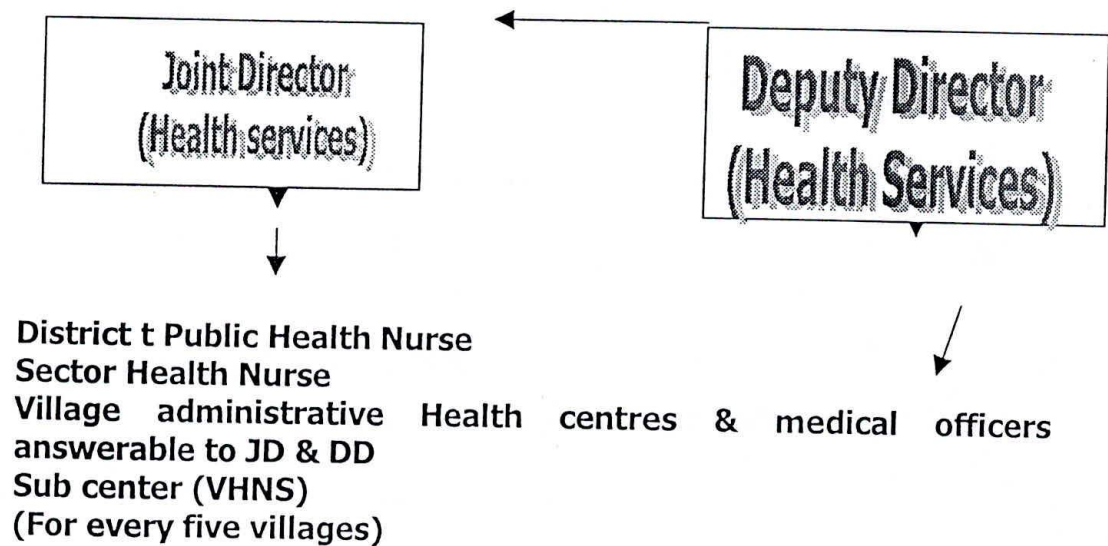 Joint Director
(Health services)
Deputy Director
(Health Services)
District t Public Health Nurse
Sector Health Nurse
Village administrative Health centres & medical officers
answerable to JD & DD
Sub center (VHNS)
(For every five villages)